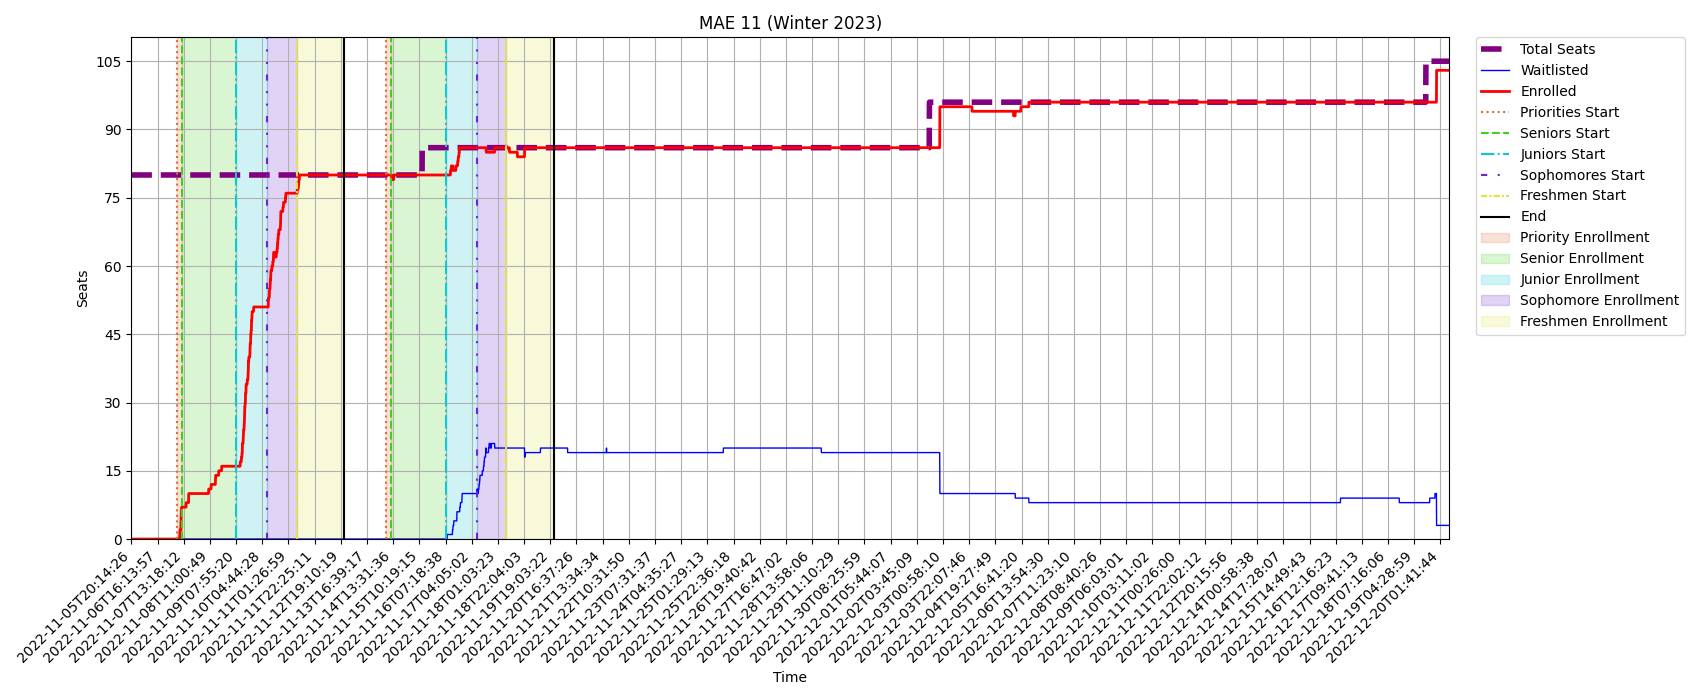 MAE 11 (Winter 2023)
105
90
75
60
45
30
15
0
Seats
2022-11-05T20:14:26
2022-11-06T16:13:57
2022-11-07T13:18:12
2022-11-08T11:00:49
2022-11-09T07:55:20
2022-11-10T04:44:28
2022-11-11T01:26:59
2022-11-11T22:25:11
2022-11-12T19:10:19
2022-11-13T16:39:17
2022-11-14T13:31:36
2022-11-15T10:19:15
2022-11-16T07:18:38
2022-11-17T04:05:02
2022-11-18T01:03:23
2022-11-18T22:04:03
2022-11-19T19:03:22
2022-11-20T16:37:26
2022-11-21T13:34:34
2022-11-22T10:31:50
2022-11-23T07:31:37
2022-11-24T04:35:27
2022-11-25T01:29:13
2022-11-25T22:36:18
2022-11-26T19:40:42
2022-11-27T16:47:02
2022-11-28T13:58:06
2022-11-29T11:10:29
2022-11-30T08:25:59
2022-12-01T05:44:07
2022-12-02T03:45:09
2022-12-03T00:58:10
2022-12-03T22:07:46
2022-12-04T19:27:49
2022-12-05T16:41:20
2022-12-06T13:54:30
2022-12-07T11:23:10
2022-12-08T08:40:26
2022-12-09T06:03:01
2022-12-10T03:11:02
2022-12-11T00:26:00
2022-12-11T22:02:12
2022-12-12T20:15:56
2022-12-14T00:58:38
2022-12-14T17:28:07
2022-12-15T14:49:43
2022-12-16T12:16:23
2022-12-17T09:41:13
2022-12-18T07:16:06
2022-12-19T04:28:59
2022-12-20T01:41:44
Time
Total Seats
Waitlisted
Enrolled
Priorities Start
Seniors Start
Juniors Start
Sophomores Start
Freshmen Start
End
Priority Enrollment
Senior Enrollment
Junior Enrollment
Sophomore Enrollment
Freshmen Enrollment